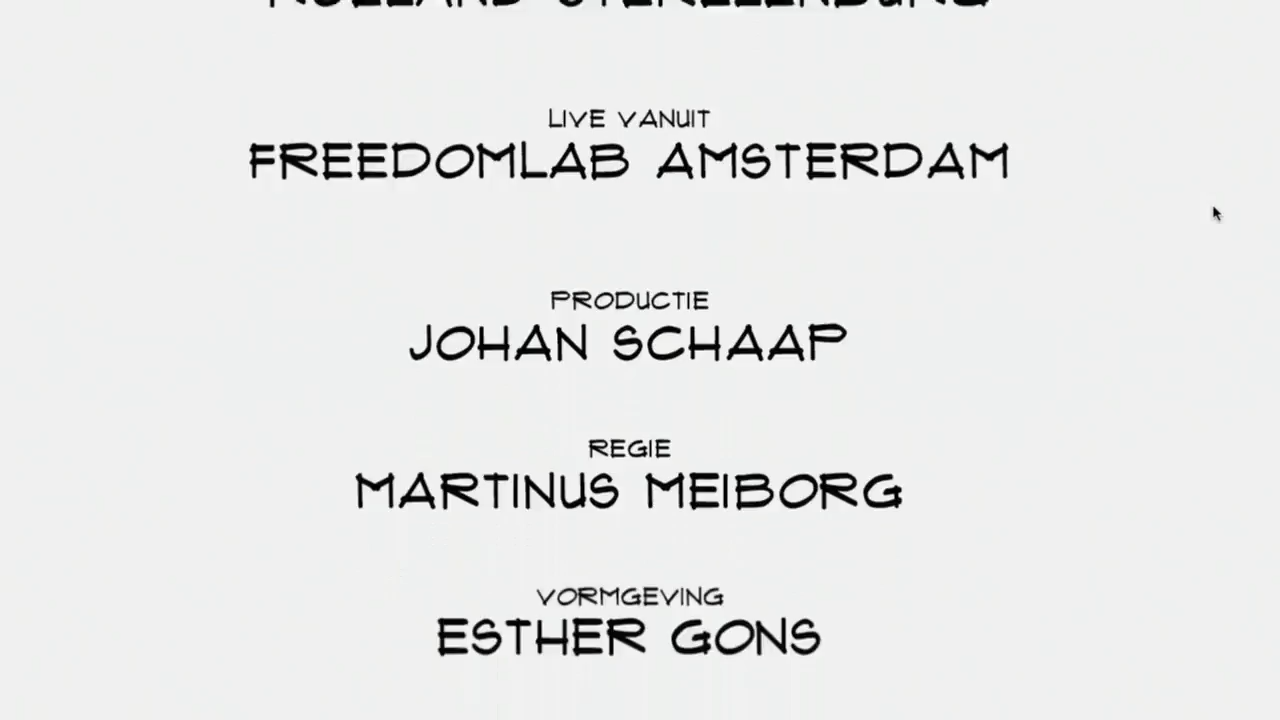 LIVE VANUIT
FREEDOMLAB AMSTERDAM
PRODUCTIE
JOHAN SCHAAP
REGIE
MARTINUS MEIBORG
VORMGEVING
ESTHER GONS